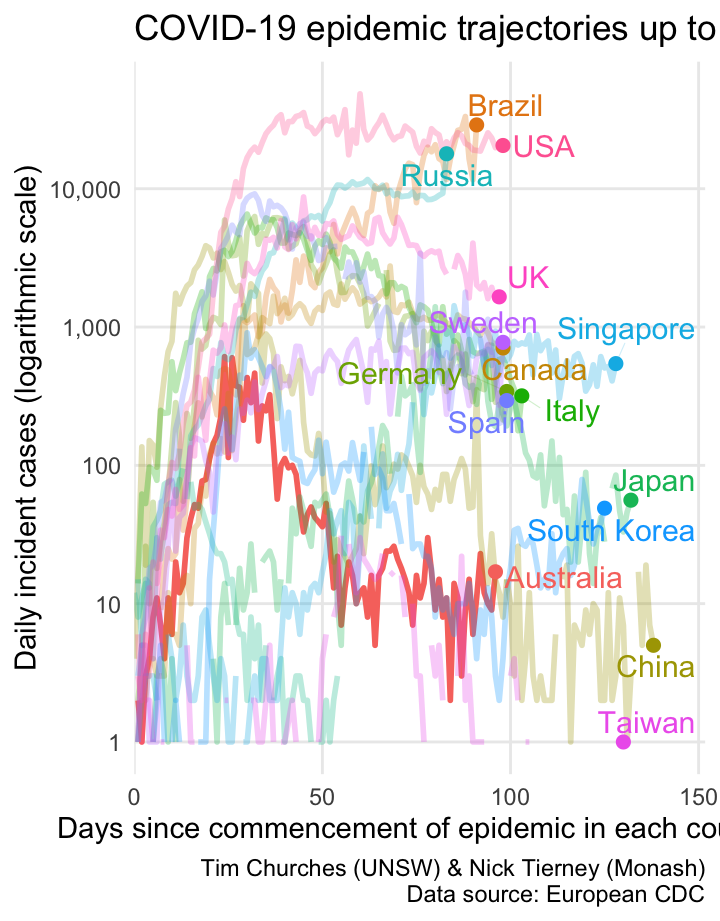 COVID-19 epidemic trajectories up to
Daily incident cases (logarithmic scale)
10,000
1,000
100
10
1
Brazil
USA
Russia
UK
Sweden
Singapore
Canada
Germany
Italy
Spain
Japan
South Korea
Australia
China
Taiwan
0
50
100
150
Days since commencement of epidemic in each cou
Tim Churches (UNSW) & Nick Tierney (Monash)
Data source: European CDC